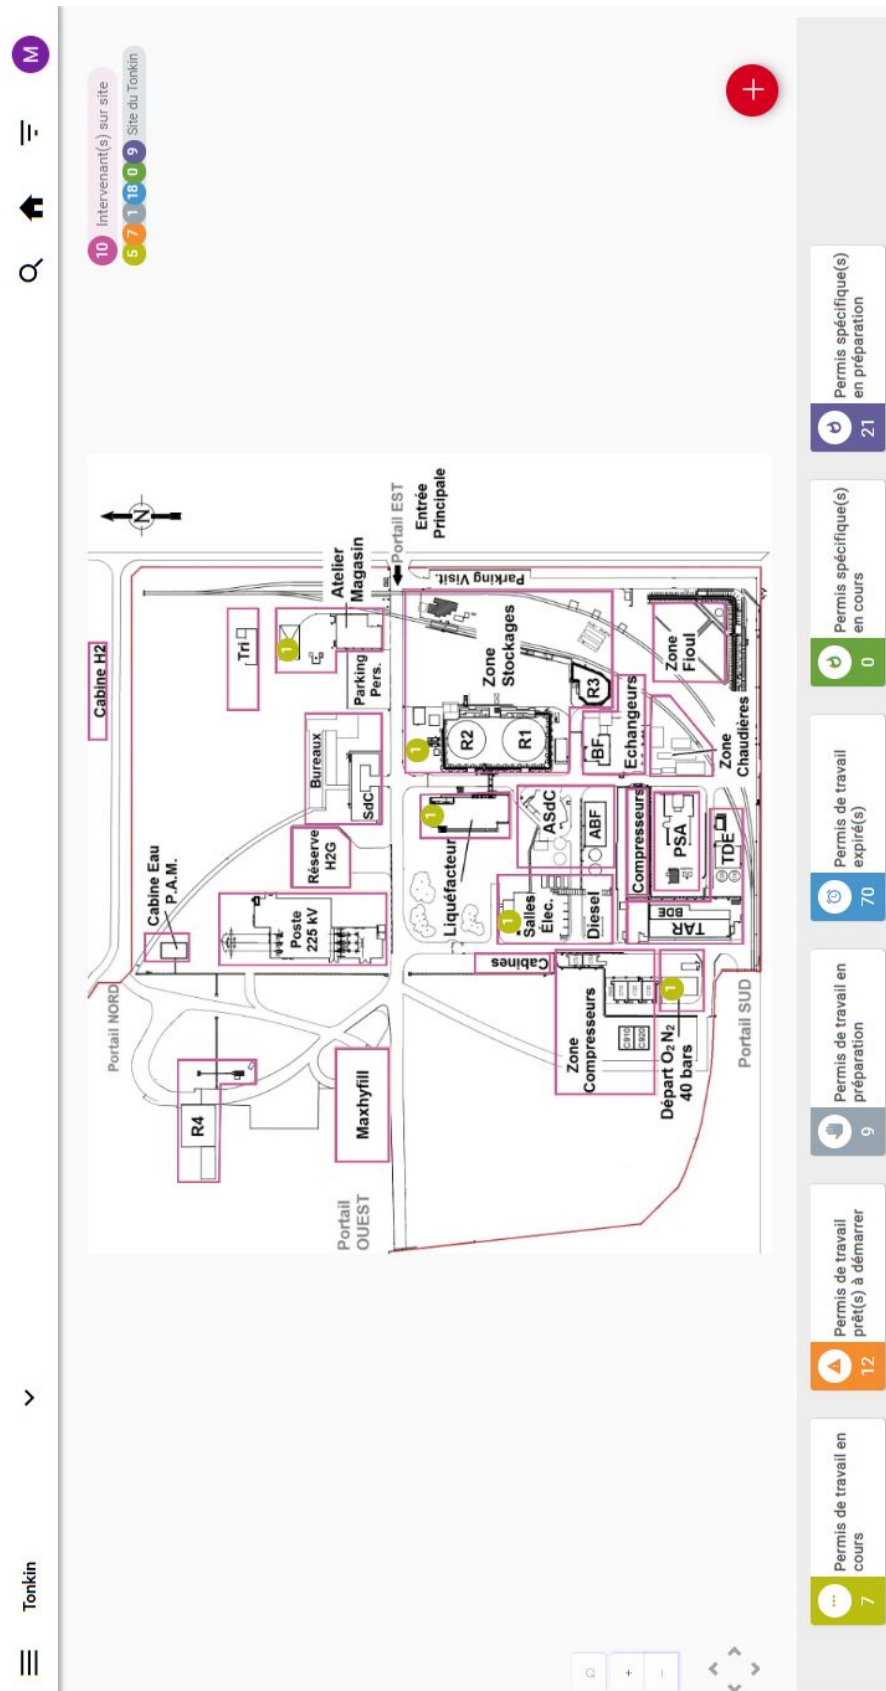 Tonkin
M
10 Intervenant(s) sur site
5 7 1 18 0 9 Site du Tonkin
Cabine H2
N
Portail NORD
Cabine Eau
P.A.M.
Tri
R4
Poste
225 kV
Réserve
H2G
Bureaux
SdC
Parking
Pers.
Atelier
Magasin
1
Maxhyfill
Portail
OUEST
Portail EST
Entrée
Principale
Parking Visit.
1
1
Liquéfacteur
R2
R1
Zone
Stockages
Cabines
1
Salles
Élec.
Diesel
ASdC
ABF
BF
R3
Echangeurs
Zone
Compresseurs
C910
C920
1
Départ O₂ N₂
40 bars
Compresseurs
PSA
TAR
BDE
TDE
Zone
Chaudières
Zone
Fioul
Portail SUD
+
-
+
7 Permis de travail en
cours
12 Permis de travail
prêt(s) à démarrer
9 Permis de travail en
préparation
70 Permis de travail
expiré(s)
0 Permis spécifique(s)
en cours
21 Permis spécifique(s)
en préparation